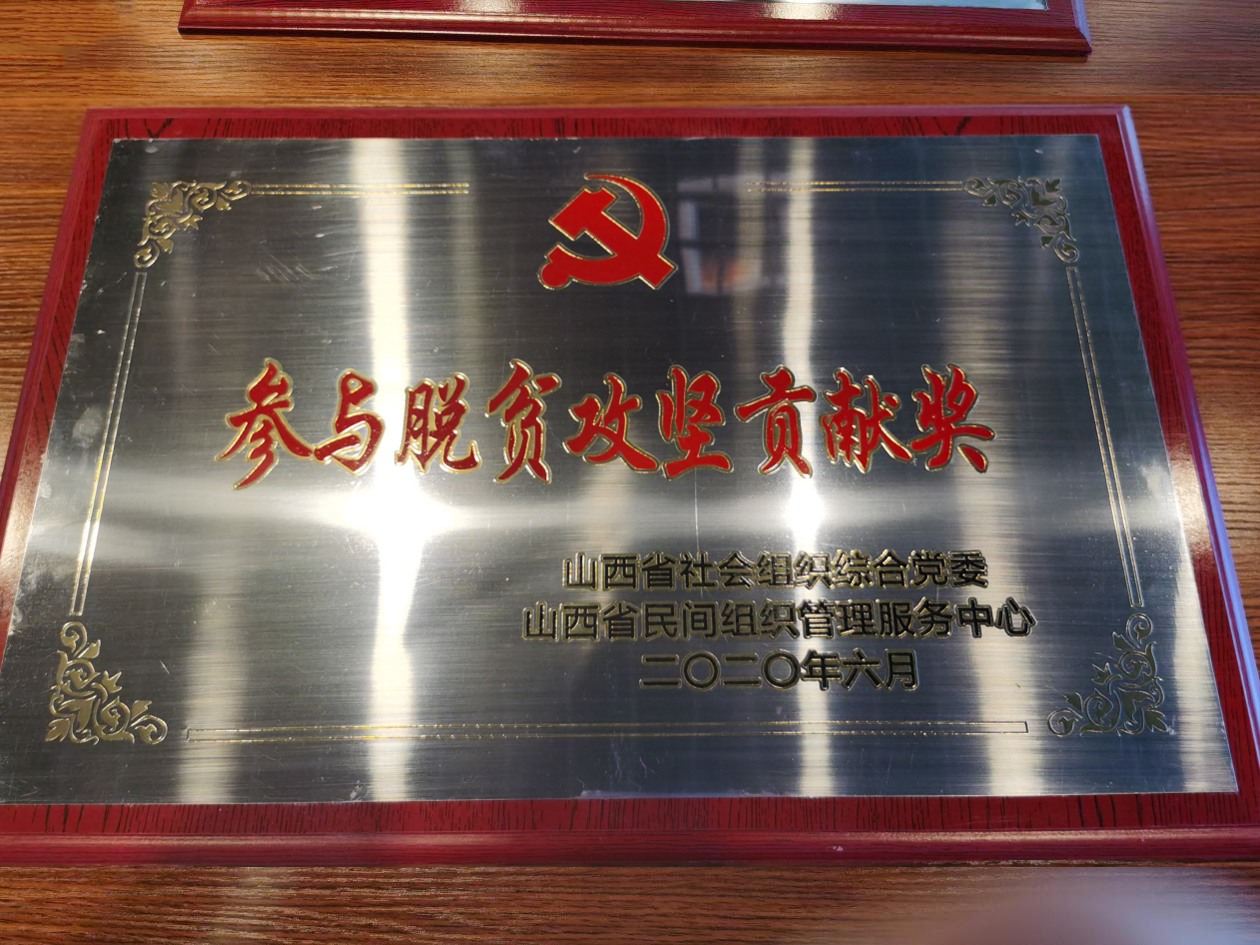 参与脱贫攻坚贡献奖
山西省社会组织综合党委
山西省民间组织管理服务中心
二〇二〇年六月